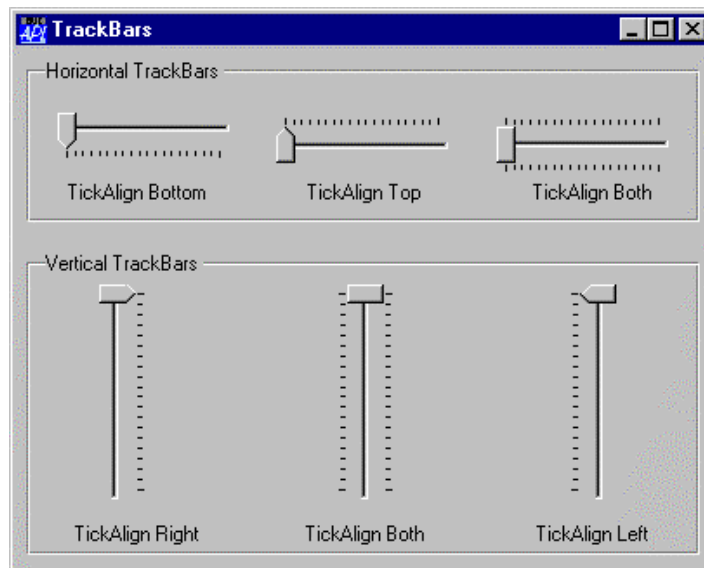 TrackBars
Horizontal TrackBars
TickAlign Bottom
TickAlign Top
TickAlign Both
Vertical TrackBars
TickAlign Right
TickAlign Both
TickAlign Left